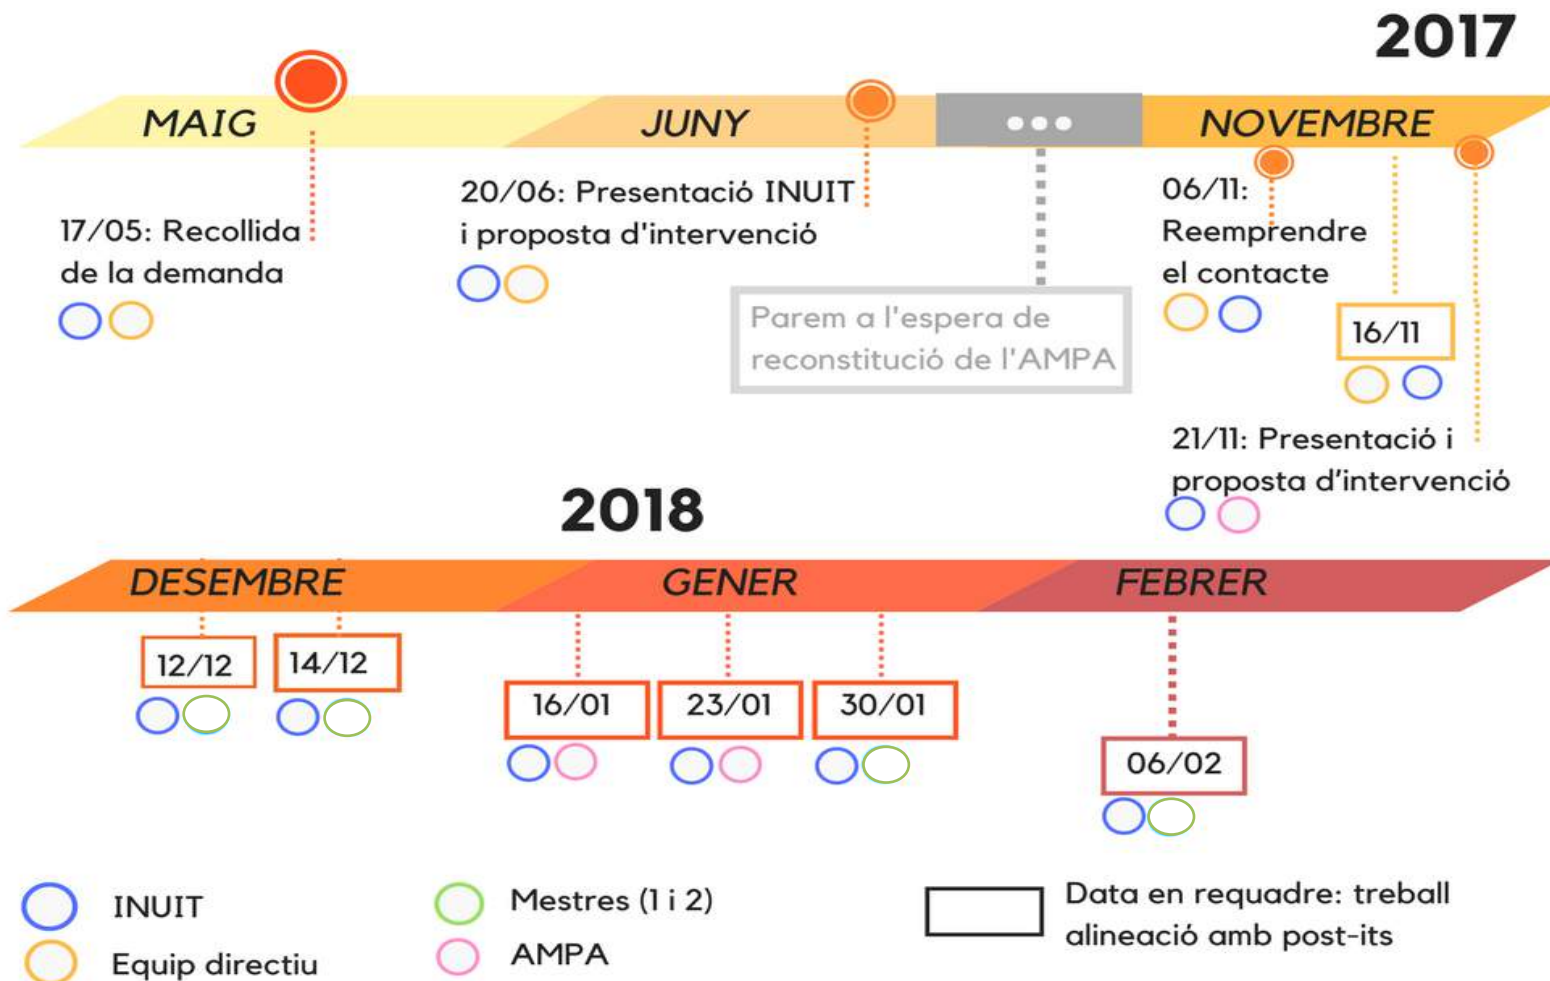 2017
MAIG
JUNY
•••
NOVEMBRE
17/05: Recollida
de la demanda
20/06: Presentació INUIT
i proposta d'intervenció
Parem a l'espera de
reconstitució de l'AMPA
06/11:
Reemprendre
el contacte
16/11
21/11: Presentació i
proposta d’intervenció
2018
DESEMBRE
GENER
FEBRER
12/12
14/12
16/01
23/01
30/01
06/02
INUIT
Equip directiu
Mestres (1 i 2)
AMPA
Data en requadre: treball
alineació amb post-its